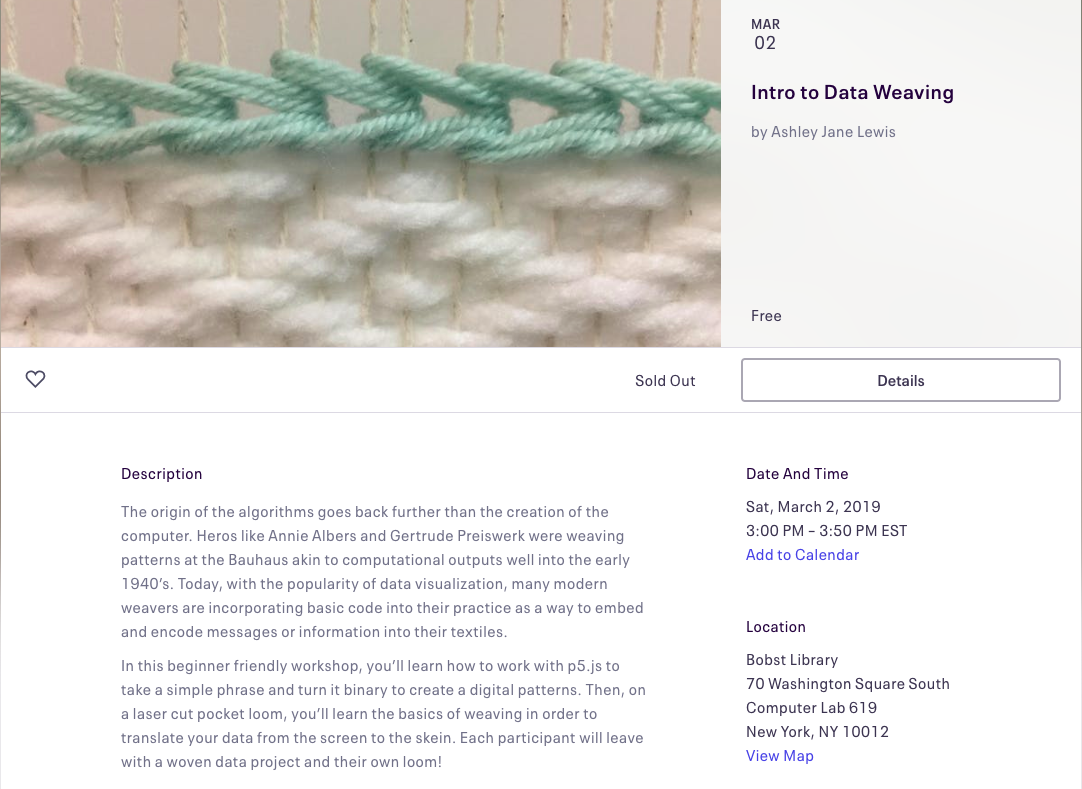 MAR
02
Intro to Data Weaving
by Ashley Jane Lewis
Free
Sold Out
Details
Description
The origin of the algorithms goes back further than the creation of the
computer. Heros like Annie Albers and Gertrude Preiswerk were weaving
patterns at the Bauhaus akin to computational outputs well into the early
1940's. Today, with the popularity of data visualization, many modern
weavers are incorporating basic code into their practice as a way to embed
and encode messages or information into their textiles.
In this beginner friendly workshop, you'll learn how to work with p5.js to
take a simple phrase and turn it binary to create a digital patterns. Then, on
a laser cut pocket loom, you'll learn the basics of weaving in order to
translate your data from the screen to the skein. Each participant will leave
with a woven data project and their own loom!
Date And Time
Sat, March 2, 2019
3:00 PM – 3:50 PM EST
Add to Calendar
Location
Bobst Library
70 Washington Square South
Computer Lab 619
New York, NY 10012
View Map